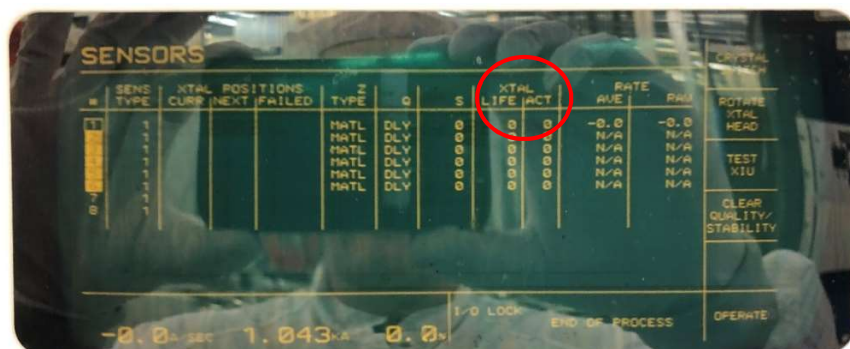 SENSORS
SENS XTAL POSITIONS Z XTAL RATE
# TYPE CURR NEXT FAILED TYPE Q S LIFE ACT AVE RAW
1 1 MATL DLY 0 0 0 -0.0 -0.0
1 MATL DLY 0 0 0 N/A N/A
1 MATL DLY 0 0 0 N/A N/A
1 MATL DLY 0 0 0 N/A N/A
1 MATL DLY 0 0 0 N/A N/A
1 MATL DLY 0 0 0 N/A N/A
7 1
8 1
CRYSTAL
ROTATE
XTAL
HEAD
TEST
XIU
CLEAR
QUALITY/
STABILITY
OPERATE
I/O LOCK
END OF PROCESS
-0.0 A/SEC 1.043 kA 0.0